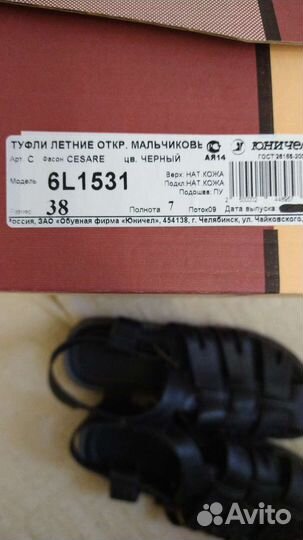 ТУФЛИ ЛЕТНИЕ ОТКР. МАЛЬЧИКОВЫ
Арт. С Фасон CESARE цв. ЧЕРНЫЙ АЯ14 ЮНИЧЕЛ
Модель 6L1531
Верх: НАТ.КОЖА
Подкл.НАТ.КОЖА
Подошва: ПУ
Размер 38 Полнота 7 Поток09 Дата выпуска
Россия, ЗАО «Обувная фирма «Юничел», 454138, г. Челябинск, ул. Чайковского
Avito